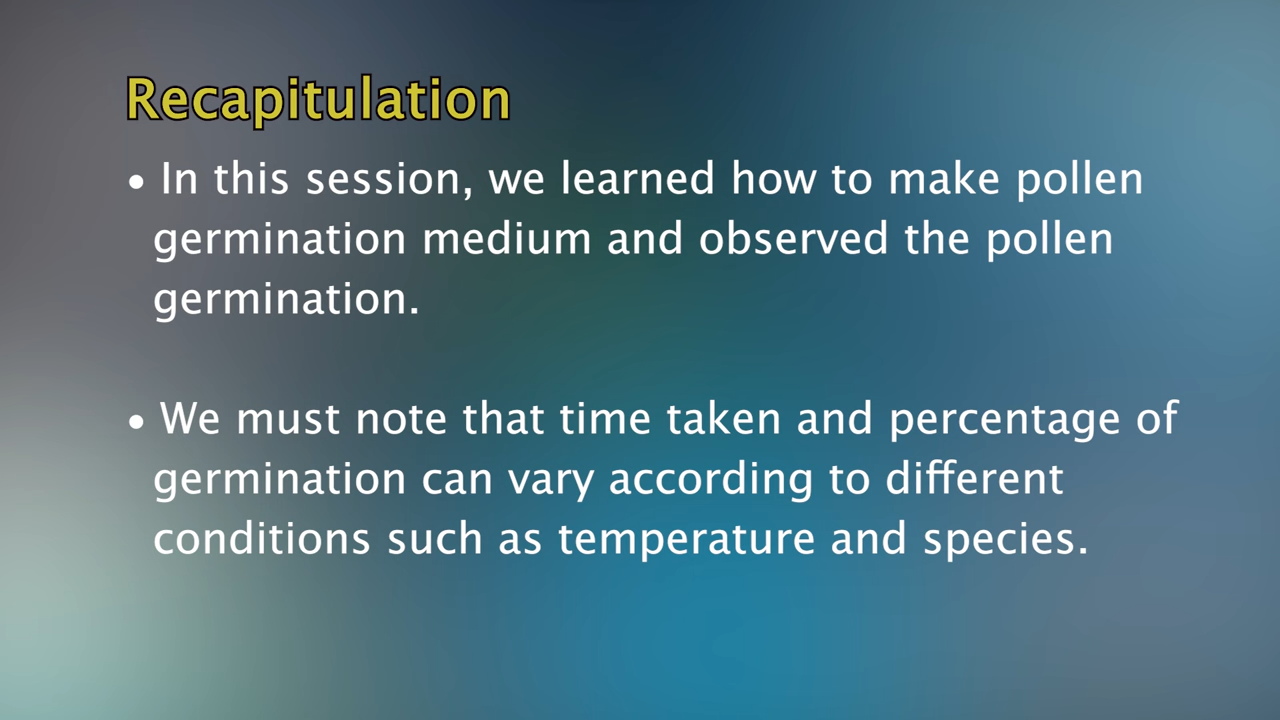 Recapitulation
• In this session, we learned how to make pollen
germination medium and observed the pollen
germination.
• We must note that time taken and percentage of
germination can vary according to different
conditions such as temperature and species.